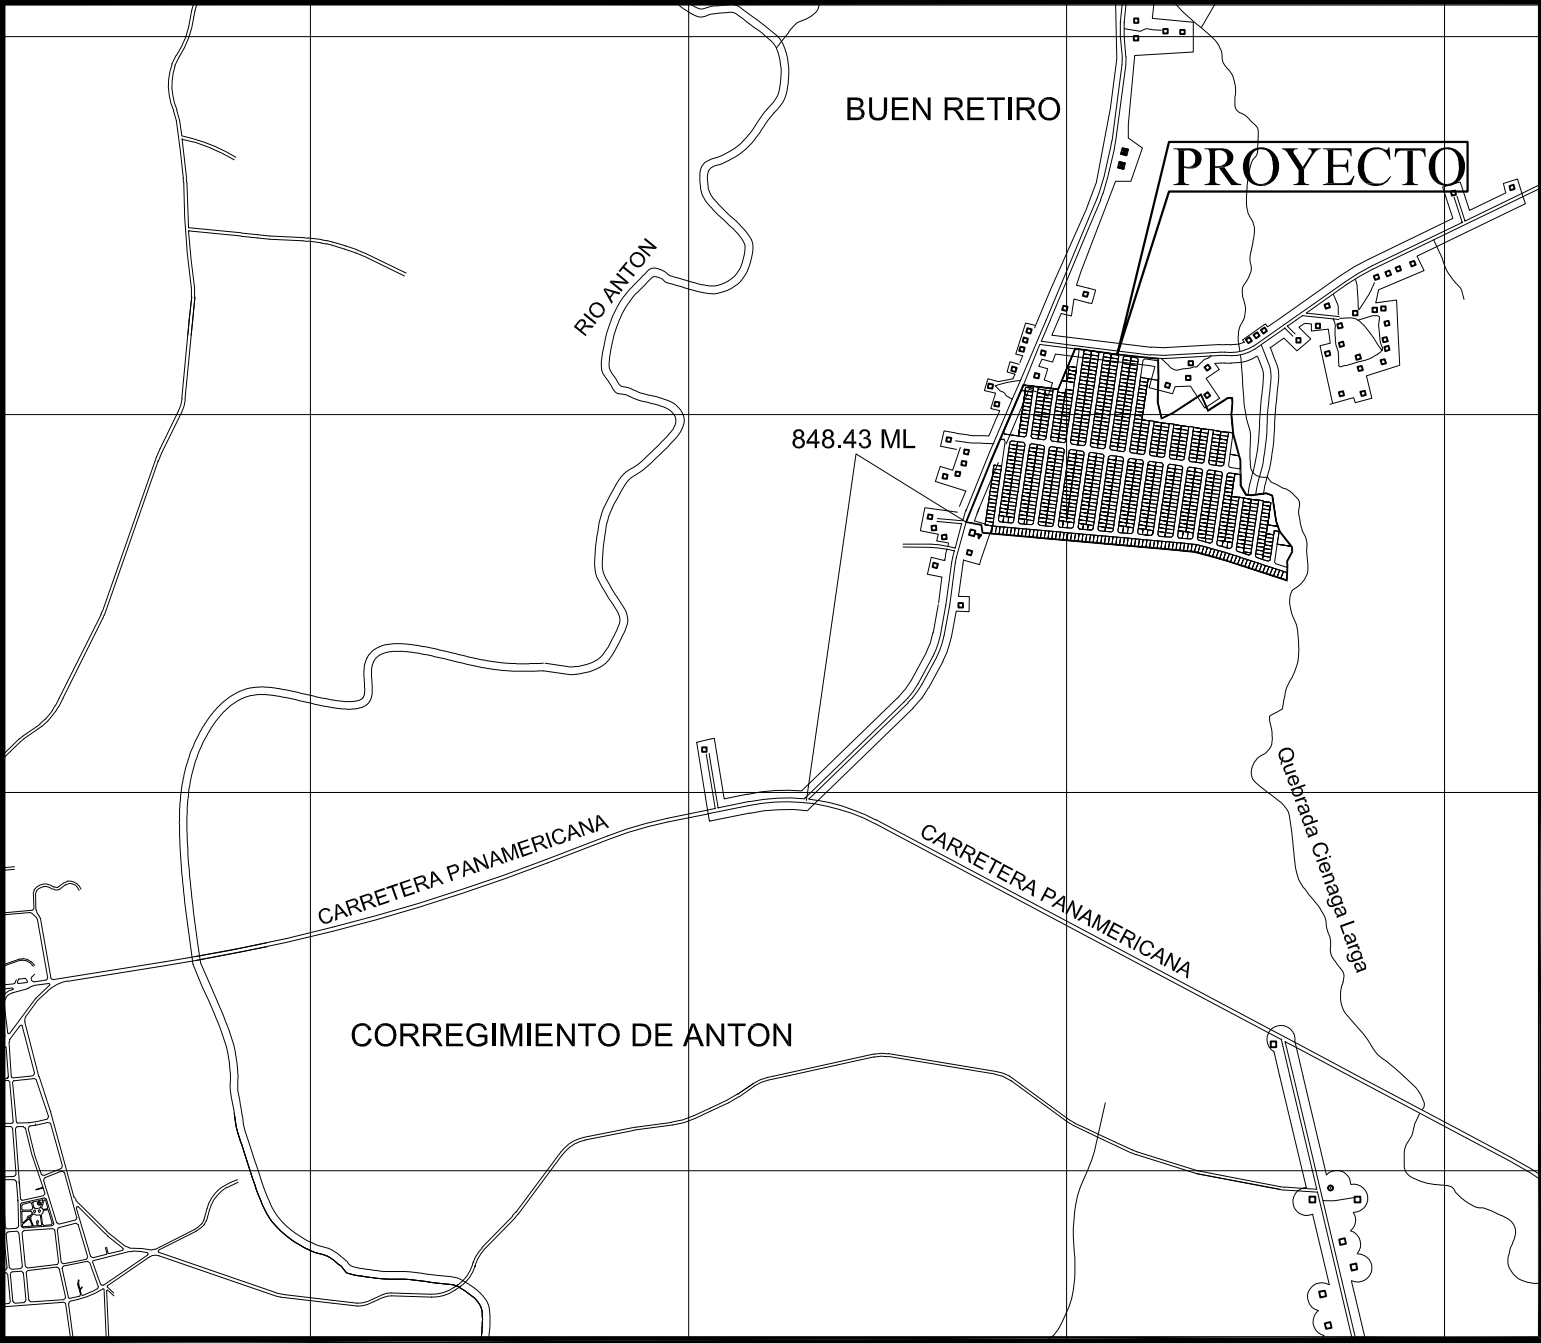 BUEN RETIRO
PROYECTO
RIO ANTON
848.43 ML
Quebrada Cienaga Larga
CARRETERA PANAMERICANA
CARRETERA PANAMERICANA
CORREGIMIENTO DE ANTON